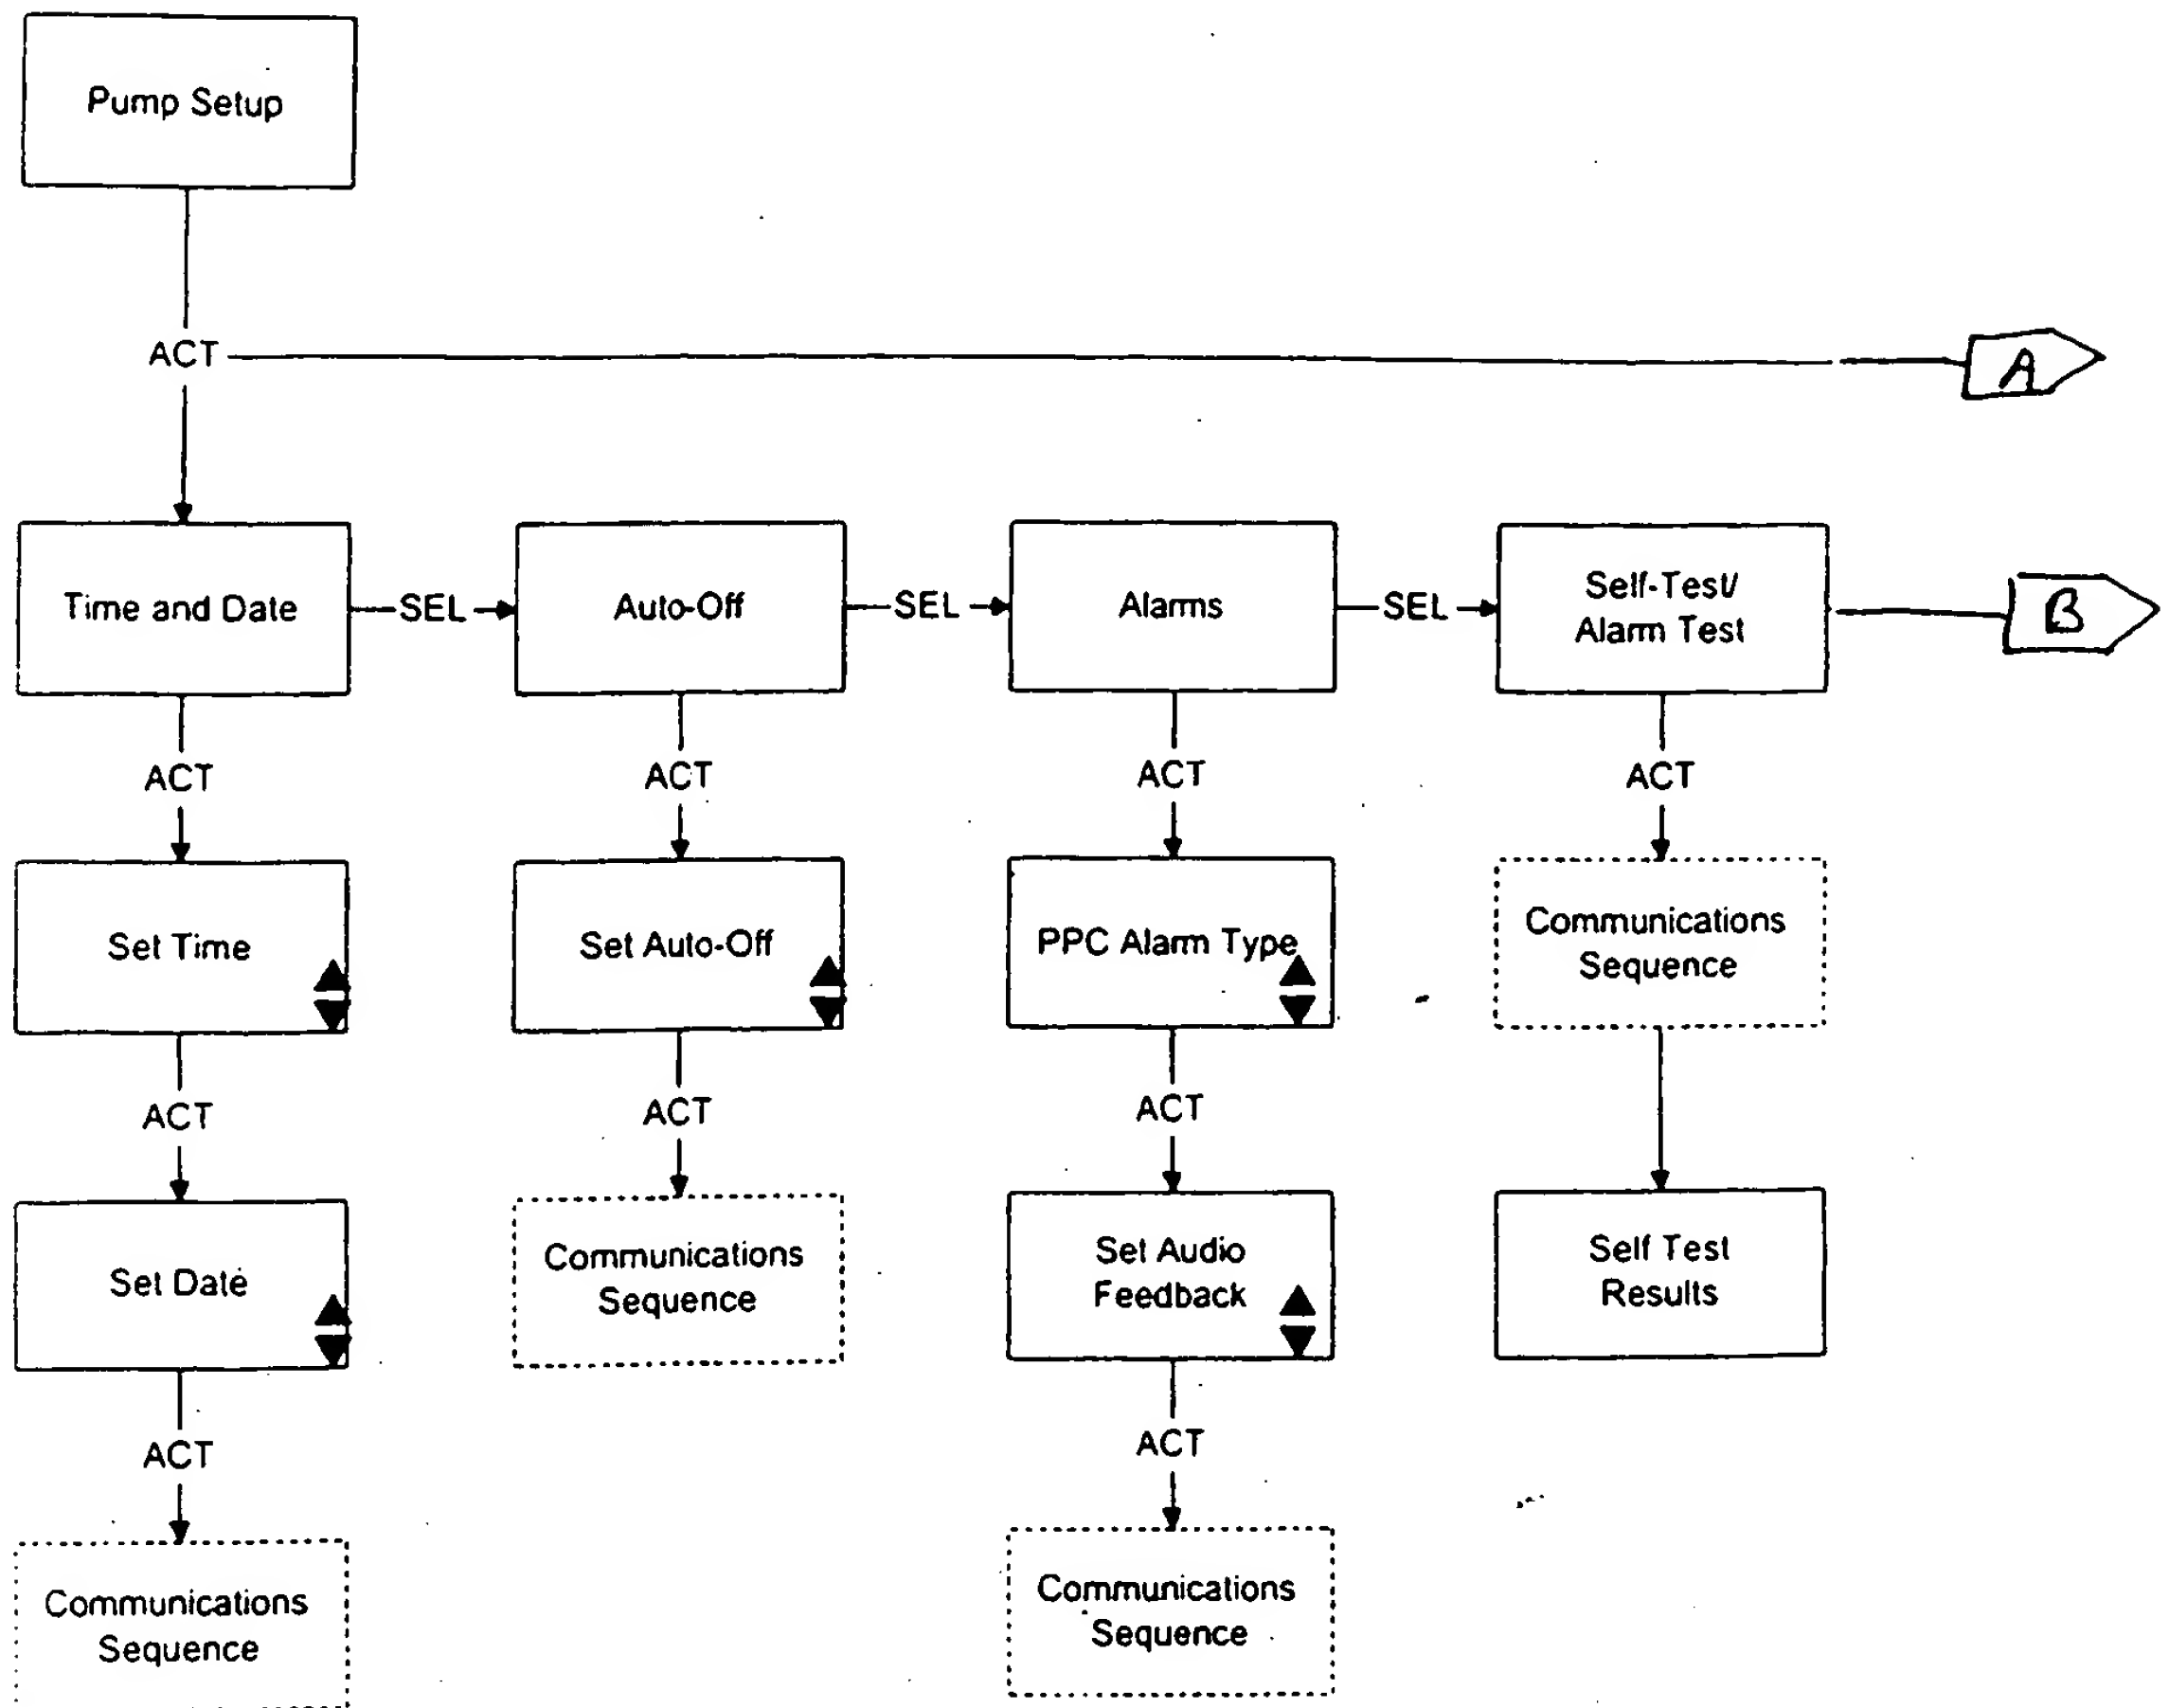 Pump Setup
ACT
A
Time and Date
SEL
Auto-Off
SEL
Alarms
SEL
Self-Test/
Alarm Test
B
ACT
ACT
ACT
ACT
Set Time
Set Auto-Off
PPC Alarm Type
Communications
Sequence
ACT
ACT
ACT
Set Date
Communications
Sequence
Set Audio
Feedback
Self Test
Results
ACT
ACT
Communications
Sequence
Communications
Sequence